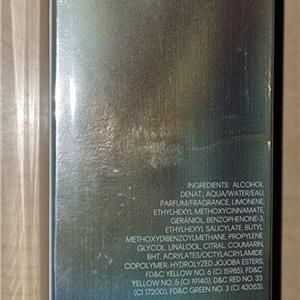 INGREDIENTS: ALCOHOL
DENAT., AQUA/WATER/EAU,
PARFUM/FRAGRANCE, LIMONENE,
ETHYLHEXYL METHOXYCINNAMATE,
GERANIOL, BENZOPHENONE-3,
ETHYLHEXYL SALICYLATE, BUTYL
METHOXYDIBENZOYLMETHANE, PROPYLENE
GLYCOL, LINALOOL, CITRAL, COUMARIN,
BHT, ACRYLATES/OCTYLACRYLAMIDE
COPOLYMER, HYDROLYZED JOJOBA ESTERS,
FD&C YELLOW NO. 6 (CI 15985), FD&C
YELLOW NO. 5 (CI 19140), D&C RED NO. 33
(CI 17200), FD&C GREEN NO. 3 (CI 42053).